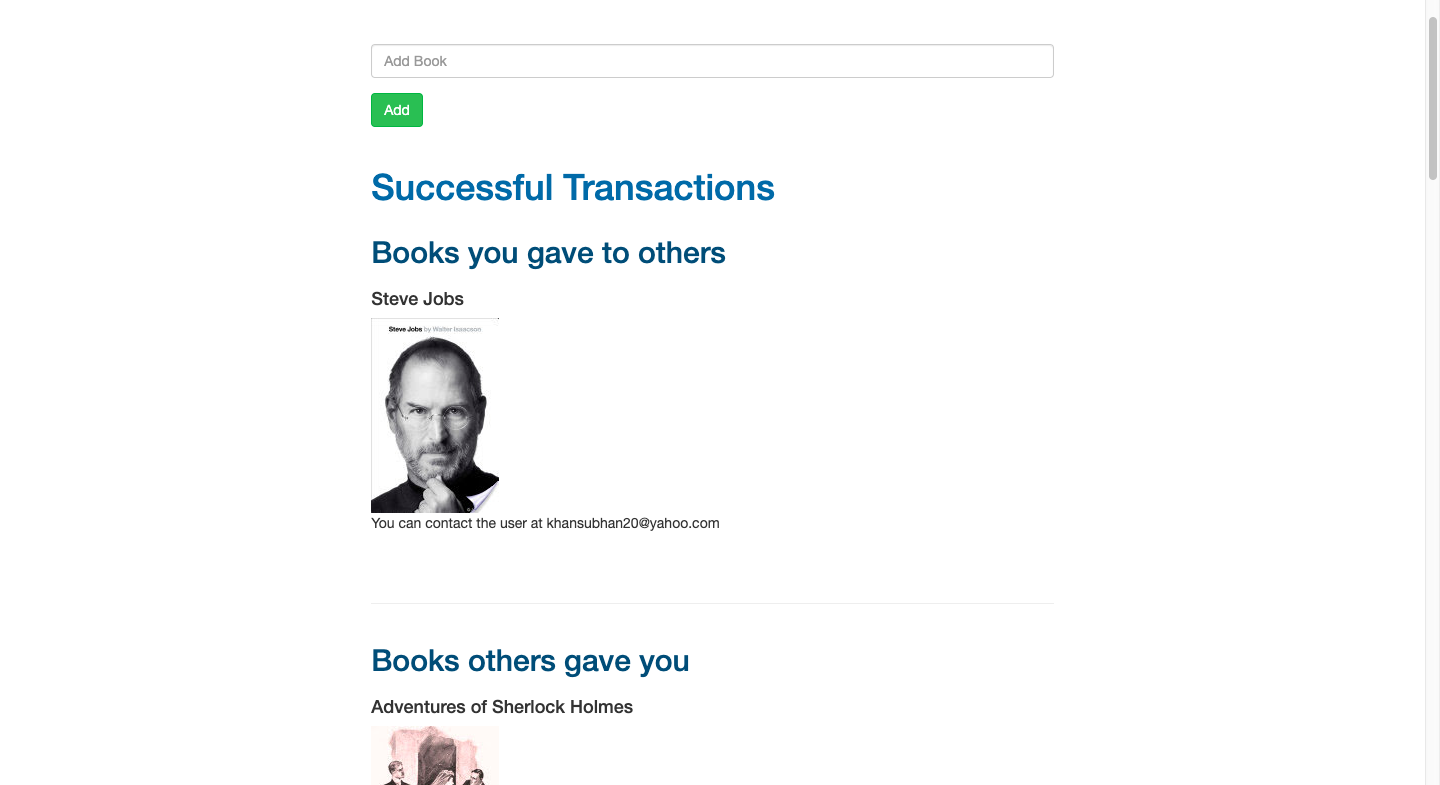 Add Book
Add
Successful Transactions
Books you gave to others
Steve Jobs
Steve Jobs by Walter Isaacson
You can contact the user at khansubhan20@yahoo.com
Books others gave you
Adventures of Sherlock Holmes